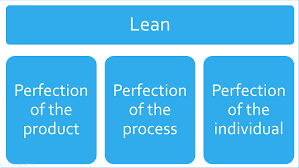 Lean
Perfection
of the
product
Perfection
of the
process
Perfection
of the
individual